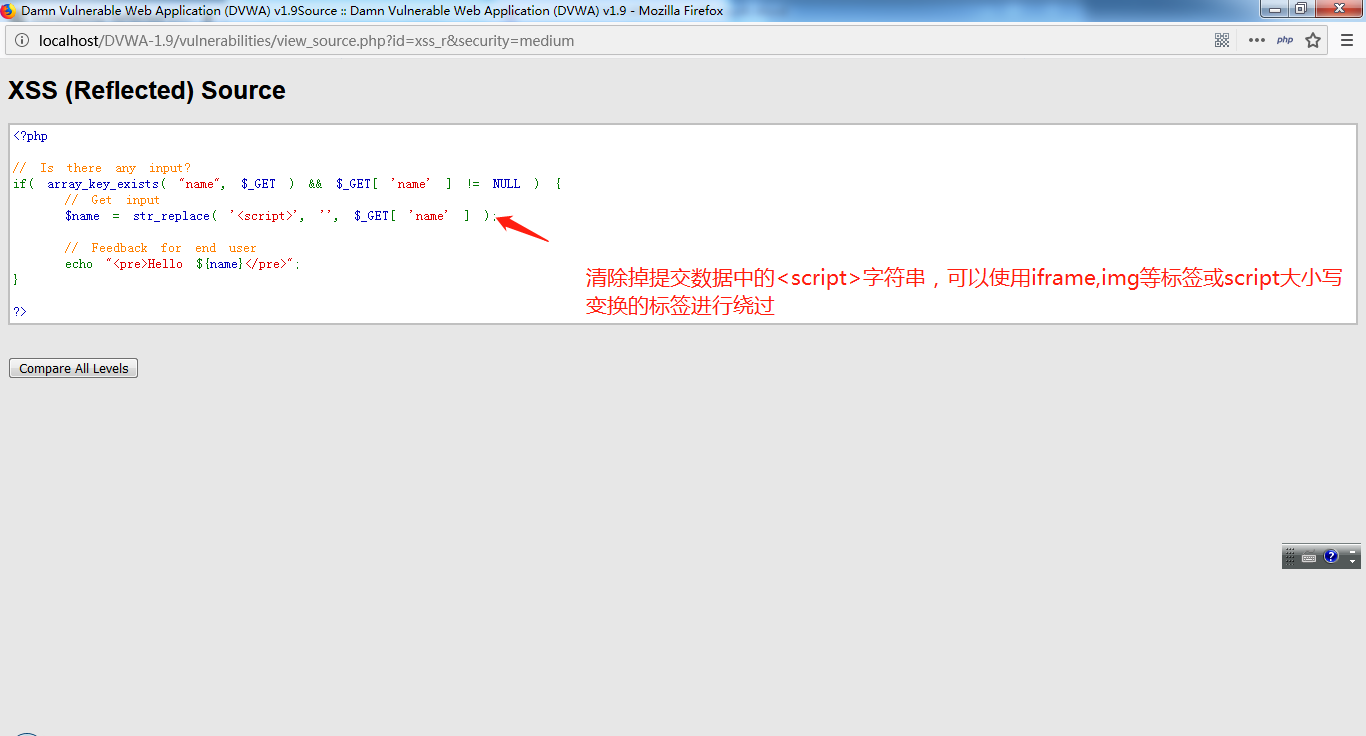 Damn Vulnerable Web Application (DVWA) v1.9Source :: Damn Vulnerable Web Application (DVWA) v1.9 - Mozilla Firefox
localhost/DVWA-1.9/vulnerabilities/view_source.php?id=xss_r&security=medium
php
XSS (Reflected) Source
<?php
// Is there any input?
if( array_key_exists( "name", $_GET ) && $_GET[ 'name' ] != NULL ) {
// Get input
$name = str_replace( '<script>', '', $_GET[ 'name' ] );
// Feedback for end user
echo "<pre>Hello ${name}</pre>";
}
?>
清除掉提交数据中的<script>字符串，可以使用iframe,img等标签或script大小写
变换的标签进行绕过
Compare All Levels